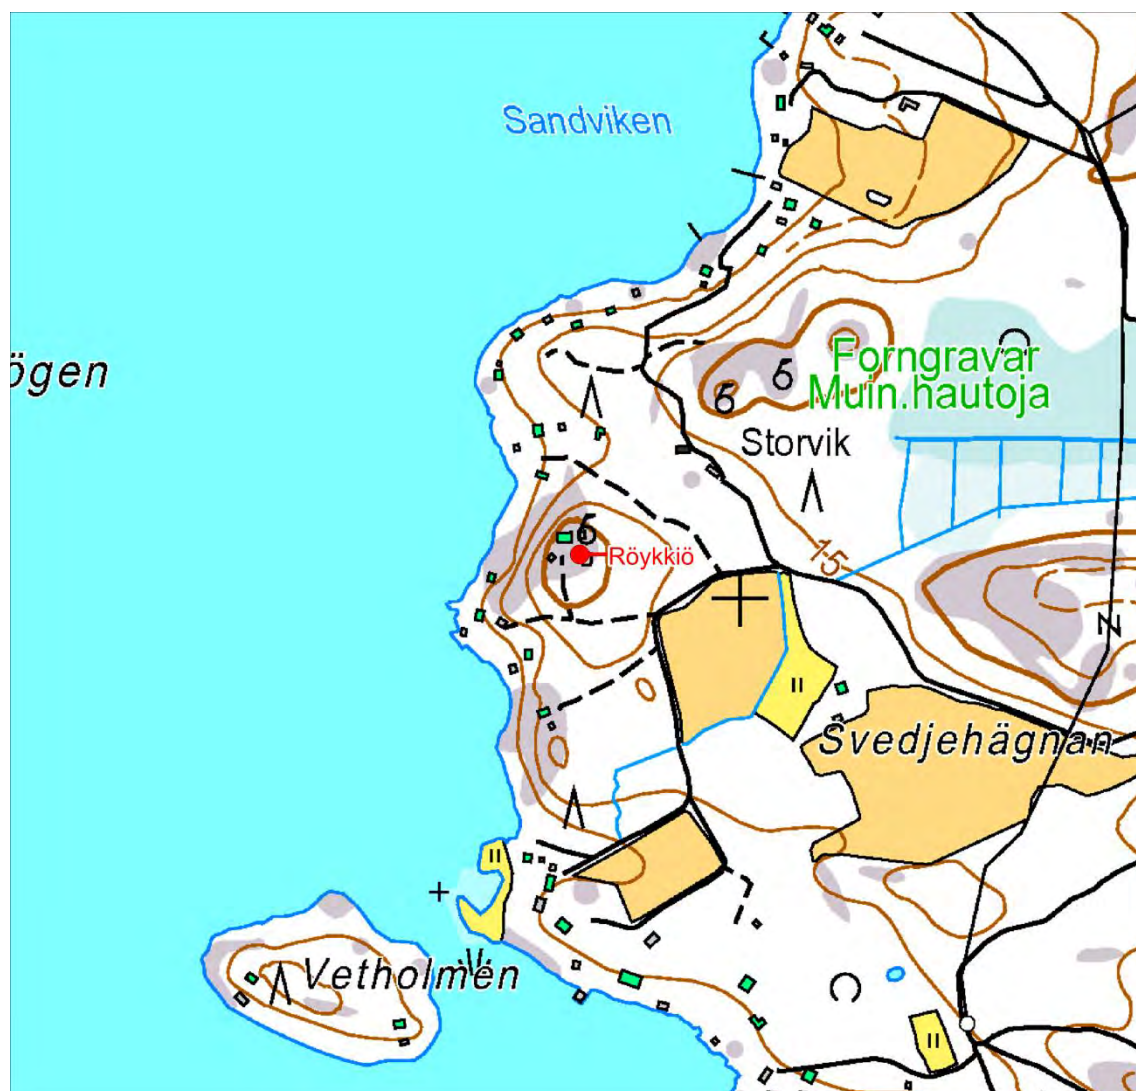 Sandviken
ögen
Forngravar
Muin.hautoja
Storvik
Röykkiö
15
Svedjehägnan
Vetholmen